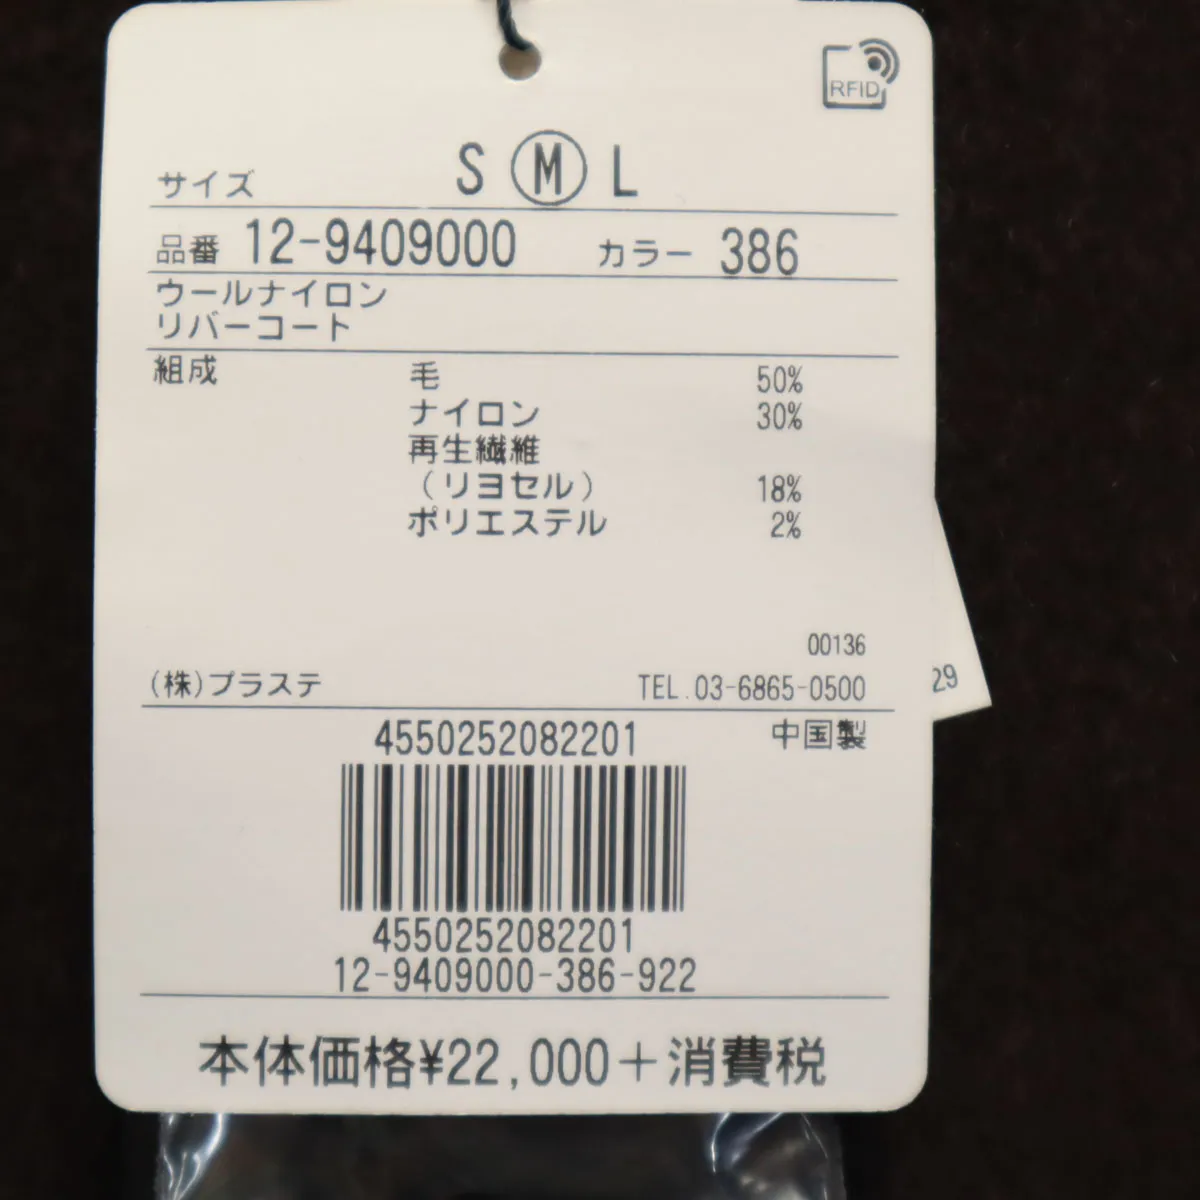 RFID
サイズ S M L
品番 12-9409000 カラー 386
ウールナイロン
リバーコート
組成 毛 50%
ナイロン 30%
再生繊維
(リヨセル) 18%
ポリエステル 2%
00136
(株)プラステ TEL.03-6865-0500
29
4550252082201 中国製
4550252082201
12-9409000-386-922
本体価格¥22,000+消費税